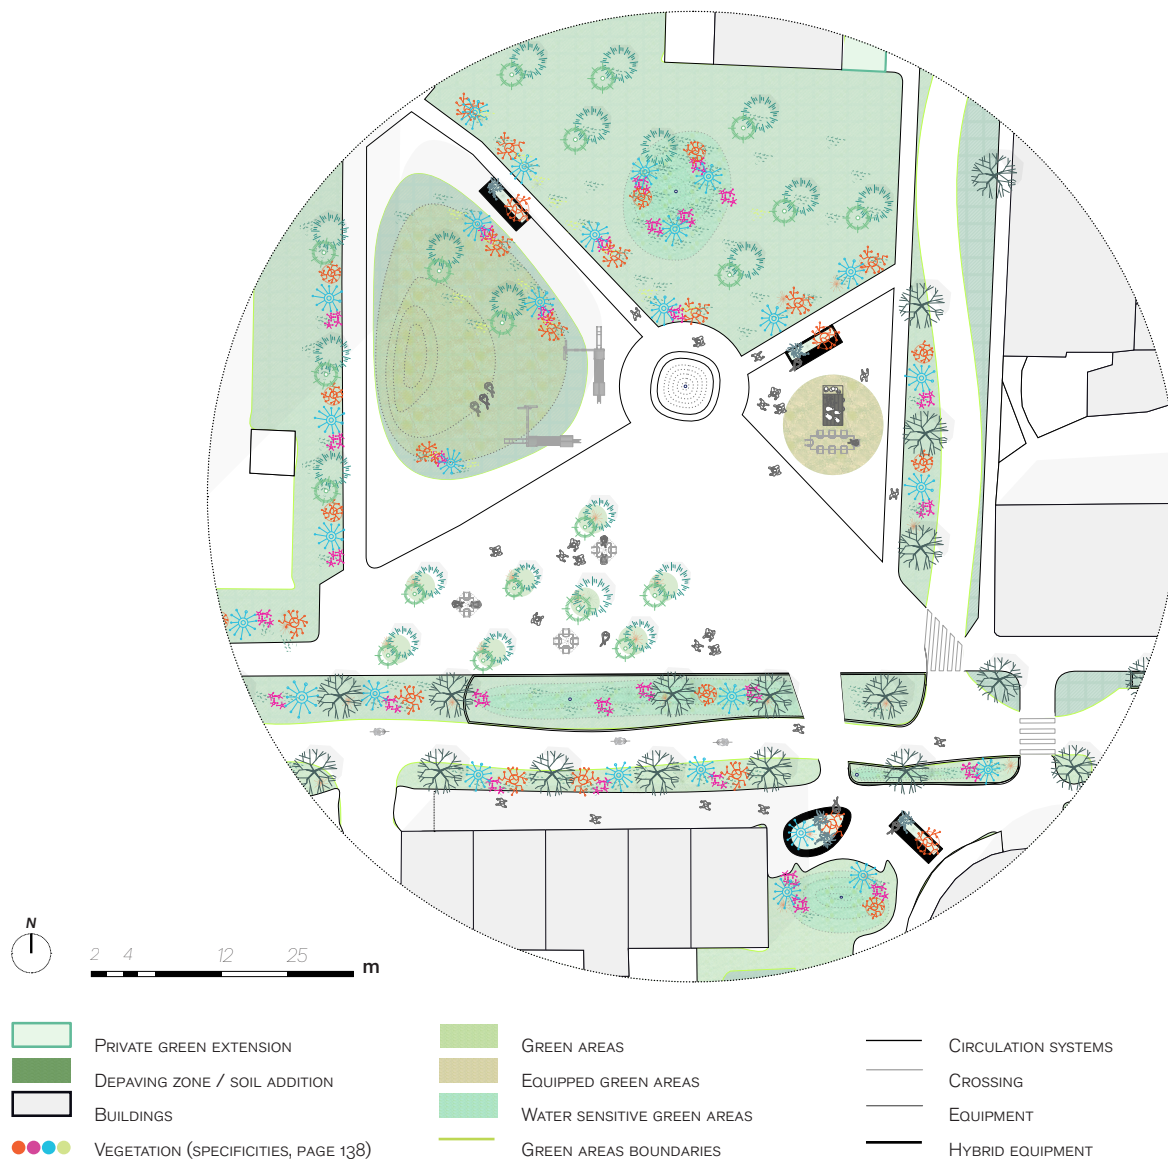 N
2 4 12 25
m
Private green extension
Depaving zone / soil addition
Buildings
Vegetation (specificities, page 138)
Green areas
Equipped green areas
Water sensitive green areas
Green areas boundaries
Circulation systems
Crossing
Equipment
Hybrid equipment